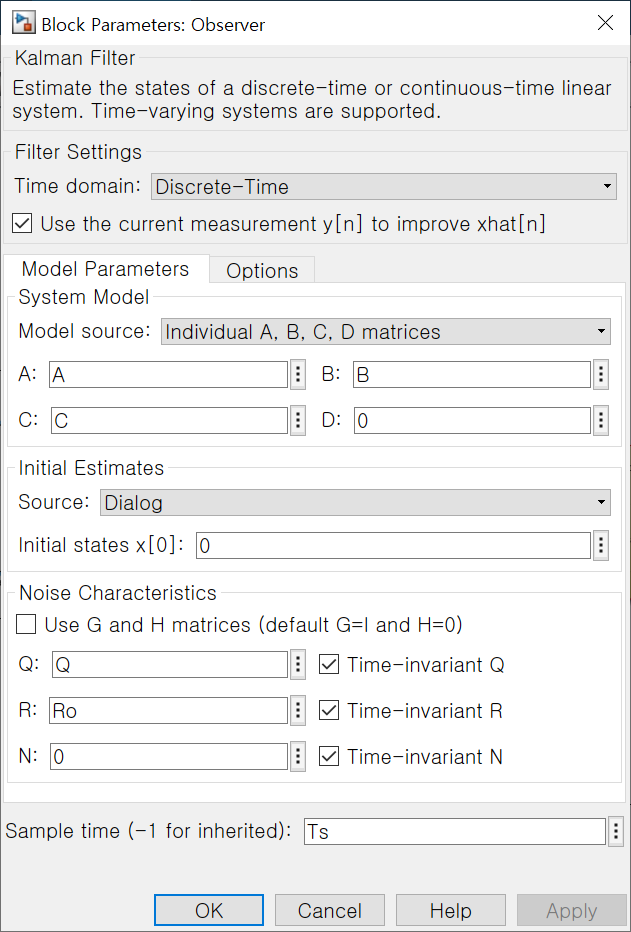 Block Parameters: Observer
Kalman Filter
Estimate the states of a discrete-time or continuous-time linear
system. Time-varying systems are supported.
Filter Settings
Time domain: Discrete-Time
Use the current measurement y[n] to improve xhat[n]
Model Parameters Options
System Model
Model source: Individual A, B, C, D matrices
A: A B: B
C: C D: 0
Initial Estimates
Source: Dialog
Initial states x[0]: 0
Noise Characteristics
Use G and H matrices (default G=I and H=0)
Q: Q Time-invariant Q
R: Ro Time-invariant R
N: 0 Time-invariant N
Sample time (-1 for inherited): Ts
OK Cancel Help Apply